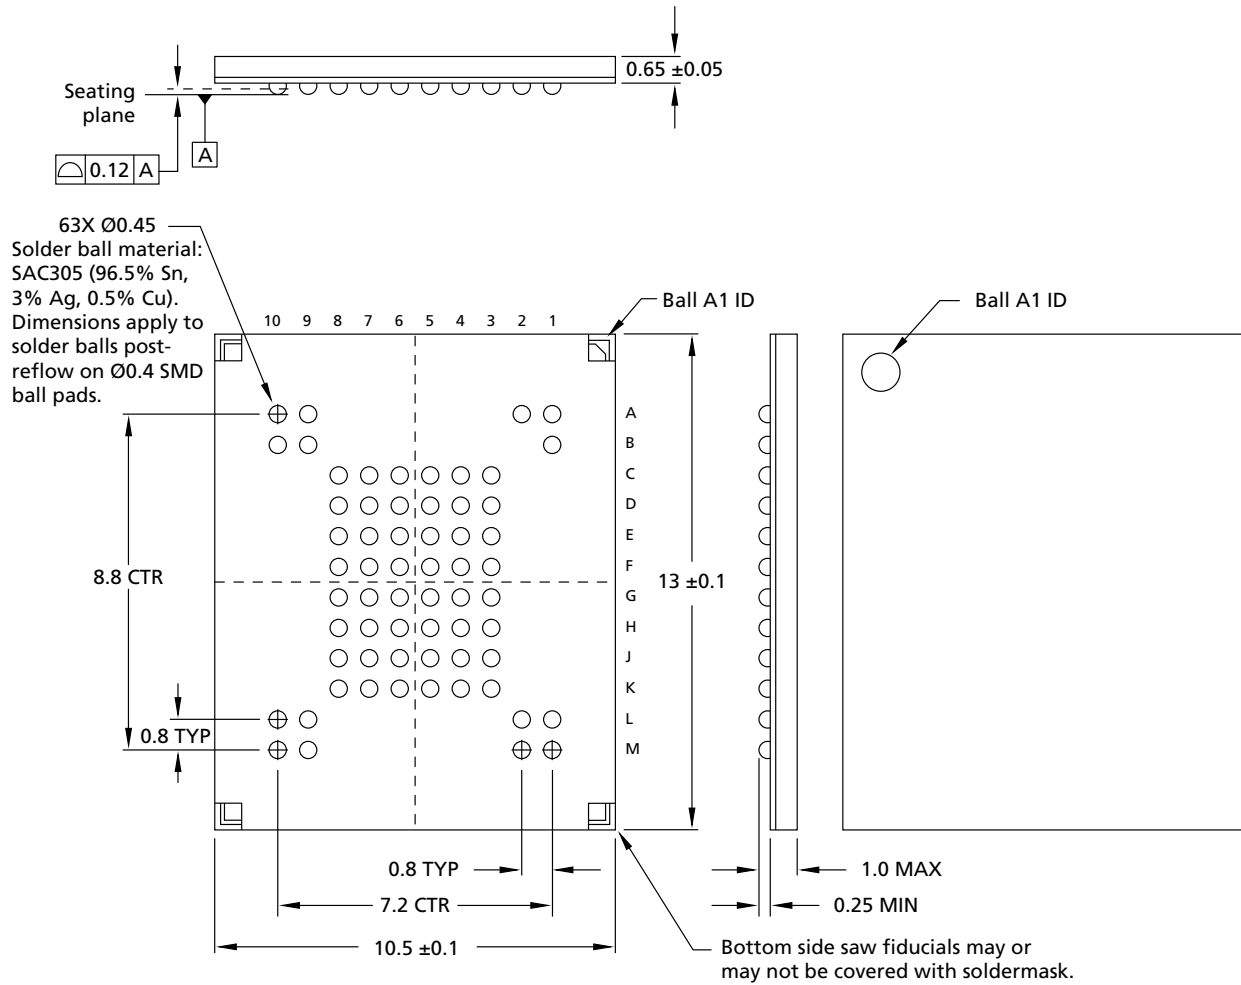 0.65 ±0.05
Seating
plane
A
0.12 A
63X Ø0.45
Solder ball material:
SAC305 (96.5% Sn,
3% Ag, 0.5% Cu).
Dimensions apply to
solder balls post-
reflow on Ø0.4 SMD
ball pads.
Ball A1 ID
Ball A1 ID
10 9 8 7 6 5 4 3 2 1
A
B
C
D
E
F
G
H
J
K
L
M
8.8 CTR
13 ±0.1
0.8 TYP
0.8 TYP
1.0 MAX
7.2 CTR
0.25 MIN
10.5 ±0.1
Bottom side saw fiducials may or
may not be covered with soldermask.